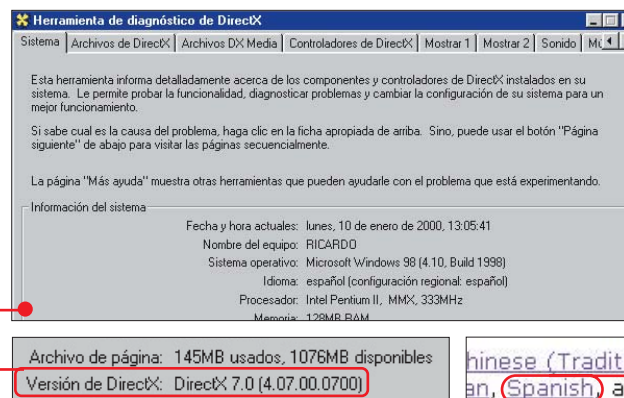 Herramienta de diagnóstico de DirectX
Sistema Archivos de DirectX Archivos DX Media Controladores de DirectX Mostrar 1 Mostrar 2 Sonido
Esta herramienta informa detalladamente acerca de los componentes y controladores de DirectX instalados en su
sistema. Le permite probar la funcionalidad, diagnosticar problemas y cambiar la configuración de su sistema para un
mejor funcionamiento.
Si sabe cual es la causa del problema, haga clic en la ficha apropiada de arriba. Sino, puede usar el botón "Página
siguiente" de abajo para visitar las páginas secuencialmente.
La página "Más ayuda" muestra otras herramientas que pueden ayudarle con el problema que está experimentando.
Información del sistema
Fecha y hora actuales: lunes, 10 de enero de 2000, 13:05:41
Nombre del equipo: RICARDO
Sistema operativo: Microsoft Windows 98 (4.10, Build 1998)
Idioma: español (configuración regional: español)
Procesador: Intel Pentium II, MMX, 333MHz
Memoria: 128MB RAM
Archivo de página: 145MB usados, 1076MB disponibles
Versión de DirectX: DirectX 7.0 (4.07.00.0700)
hinese (Tradit
an, Spanish, a